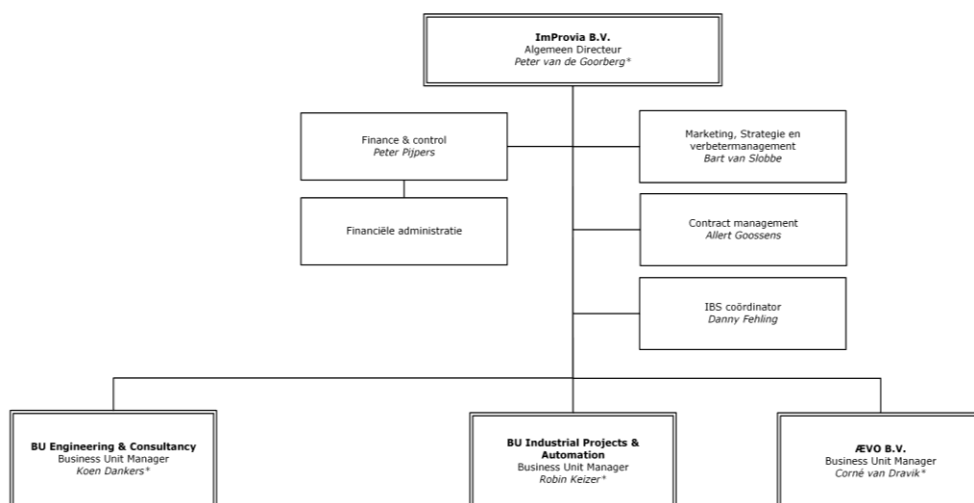 ImProvia B.V.
Algemeen Directeur
Peter van de Goorberg*
Finance & control
Peter Pijpers
Marketing, Strategie en
verbetermanagement
Bart van Slobbe
Financiële administratie
Contract management
Allert Goossens
IBS coördinator
Danny Fehling
BU Engineering & Consultancy
Business Unit Manager
Koen Dankers*
BU Industrial Projects &
Automation
Business Unit Manager
Robin Keizer*
ÆVO B.V.
Business Unit Manager
Corné van Dravik*